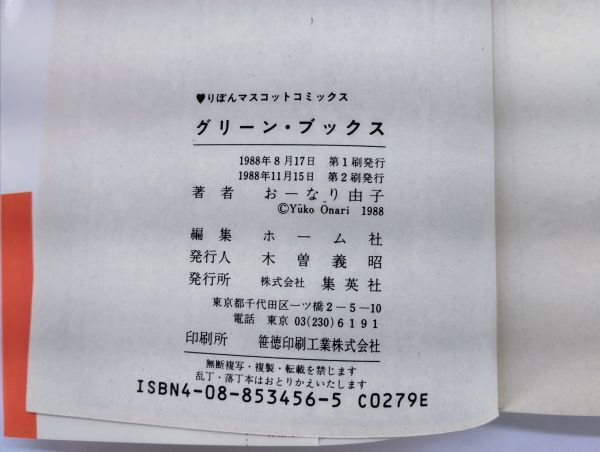 ♥りぼんマスコットコミックス
グリーン・ブックス
1988年8月17日 第1刷発行
1988年11月15日 第2刷発行
著者 おーなり由子
©Yūko Ōnari 1988
編集 ホーム社
発行人 木曽義昭
発行所 株式会社 集英社
東京都千代田区一ツ橋2-5-10
電話 東京 03(230)6191
印刷所 笹徳印刷工業株式会社
無断複写・複製・転載を禁じます
乱丁・落丁本はおとりかえいたします
ISBN4-08-853456-5 C0279E